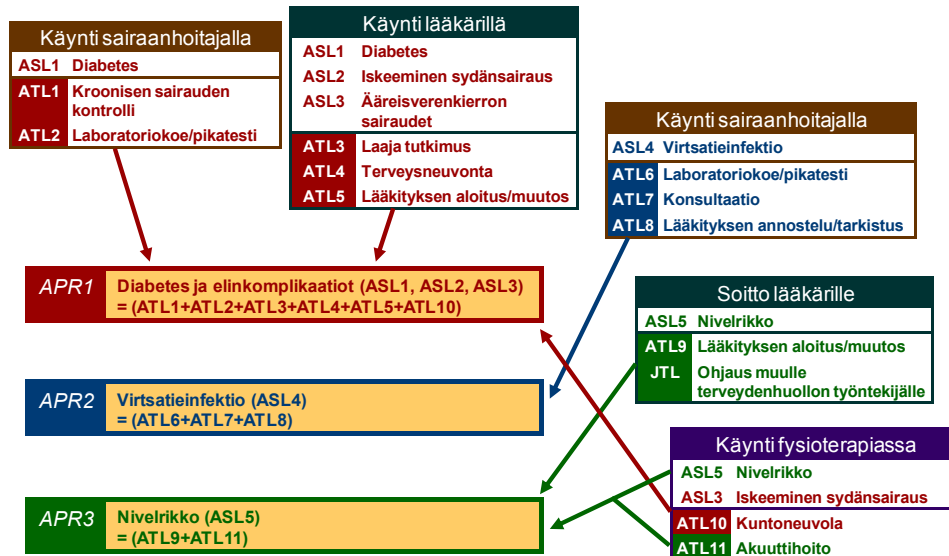 Käynti sairaanhoitajalla
ASL1 Diabetes
ATL1 Kroonisen sairauden
kontrolli
ATL2 Laboratoriokoe/pikatesti
Käynti lääkärillä
ASL1 Diabetes
ASL2 Iskeeminen sydänsairaus
ASL3 Ääreisverenkierron
sairaudet
ATL3 Laaja tutkimus
ATL4 Terveysneuvonta
ATL5 Lääkityksen aloitus/muutos
Käynti sairaanhoitajalla
ASL4 Virtsatieinfektio
ATL6 Laboratoriokoe/pikatesti
ATL7 Konsultaatio
ATL8 Lääkityksen annostelu/tarkistus
APR1 Diabetes ja elinkomplikaatiot (ASL1, ASL2, ASL3)
= (ATL1+ATL2+ATL3+ATL4+ATL5+ATL10)
Soitto lääkärille
ASL5 Nivelrikko
ATL9 Lääkityksen aloitus/muutos
JTL Ohjaus muulle
terveydenhuollon työntekijälle
APR2 Virtsatieinfektio (ASL4)
= (ATL6+ATL7+ATL8)
Käynti fysioterapiassa
ASL5 Nivelrikko
ASL3 Iskeeminen sydänsairaus
ATL10 Kuntoneuvola
ATL11 Akuuttihoito
APR3 Nivelrikko (ASL5)
= (ATL9+ATL11)